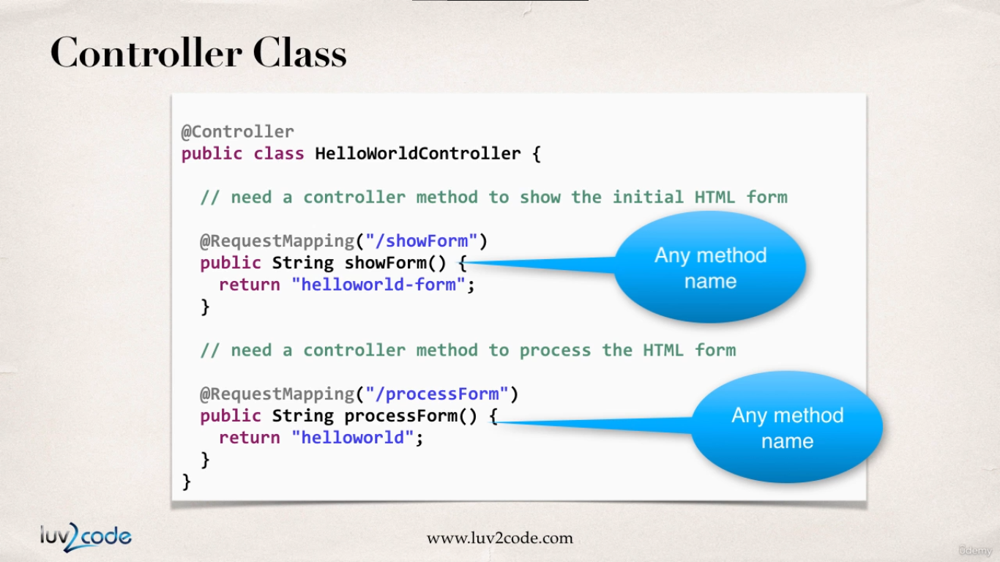 Controller Class
@Controller
public class HelloWorldController {
// need a controller method to show the initial HTML form
@RequestMapping("/showForm")
public String showForm() {
return "helloworld-form";
}
Any method
name
// need a controller method to process the HTML form
@RequestMapping("/processForm")
public String processForm() {
return "helloworld";
}
}
Any method
name
luv2code
www.luv2code.com
ûdemy